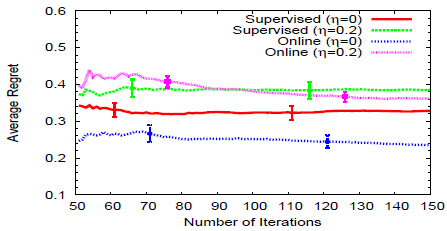 0.6
0.5
0.4
0.3
0.2
0.1
Average Regret
Supervised (η=0)
Supervised (η=0.2)
Online (η=0)
Online (η=0.2)
50 60 70 80 90 100 110 120 130 140 150
Number of Iterations